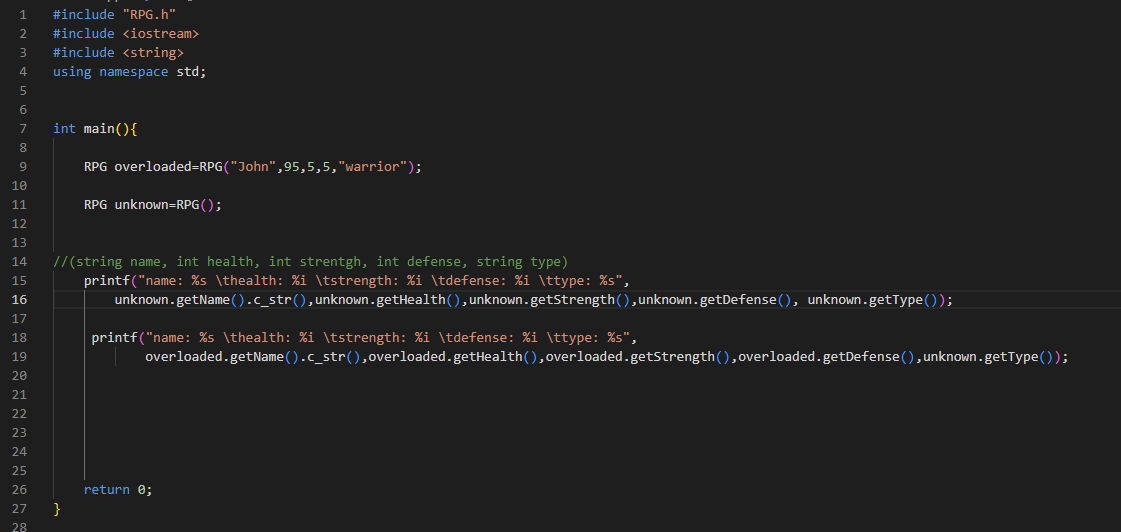 1 #include "RPG.h"
2 #include <iostream>
3 #include <string>
4 using namespace std;
5
6
7 int main(){
8
9 RPG overloaded=RPG("John",95,5,5,"warrior");
10
11 RPG unknown=RPG();
12
13
14 //(string name, int health, int strentgh, int defense, string type)
15 printf("name: %s \thealth: %i \tstrength: %i \tdefense: %i \ttype: %s",
16 unknown.getName().c_str(),unknown.getHealth(),unknown.getStrength(),unknown.getDefense(), unknown.getType());
17
18 printf("name: %s \thealth: %i \tstrength: %i \tdefense: %i \ttype: %s",
19 overloaded.getName().c_str(),overloaded.getHealth(),overloaded.getStrength(),overloaded.getDefense(),unknown.getType());
20
21
22
23
24
25
26 return 0;
27 }
28